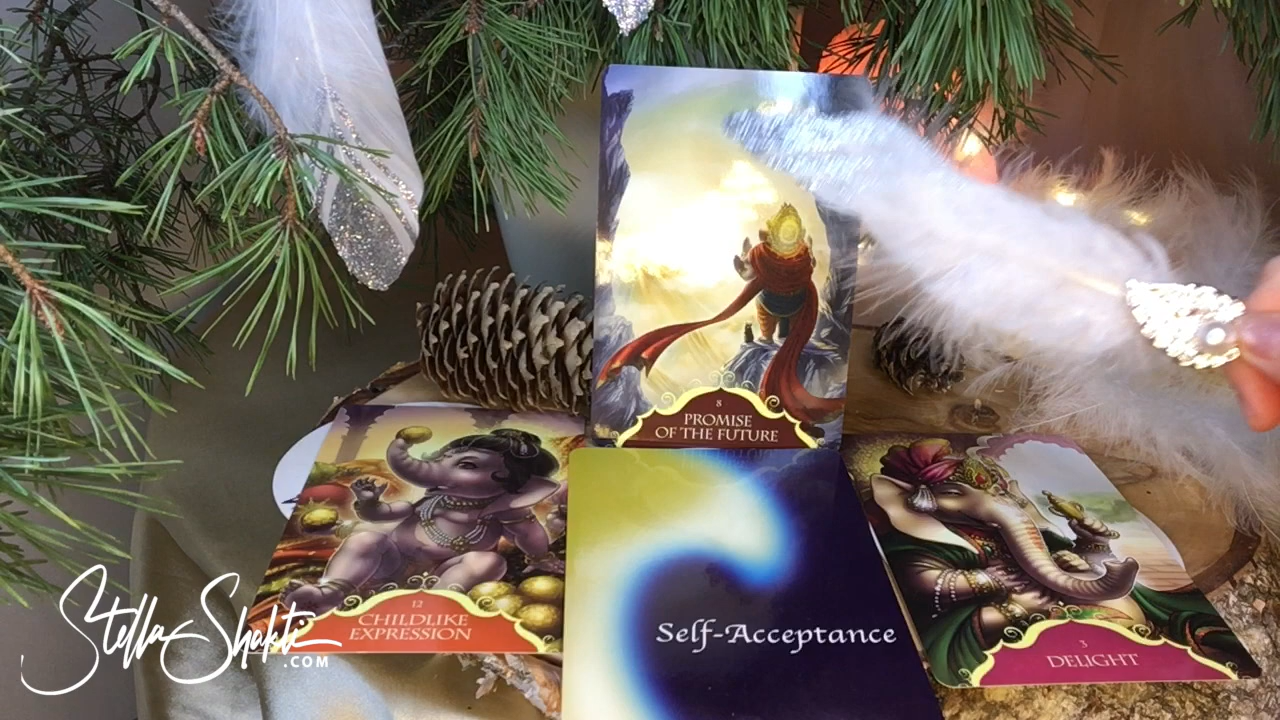 8
PROMISE
OF THE FUTURE
12
CHILDLIKE
EXPRESSION
Self-Acceptance
3
DELIGHT
Stella Shakti
.COM